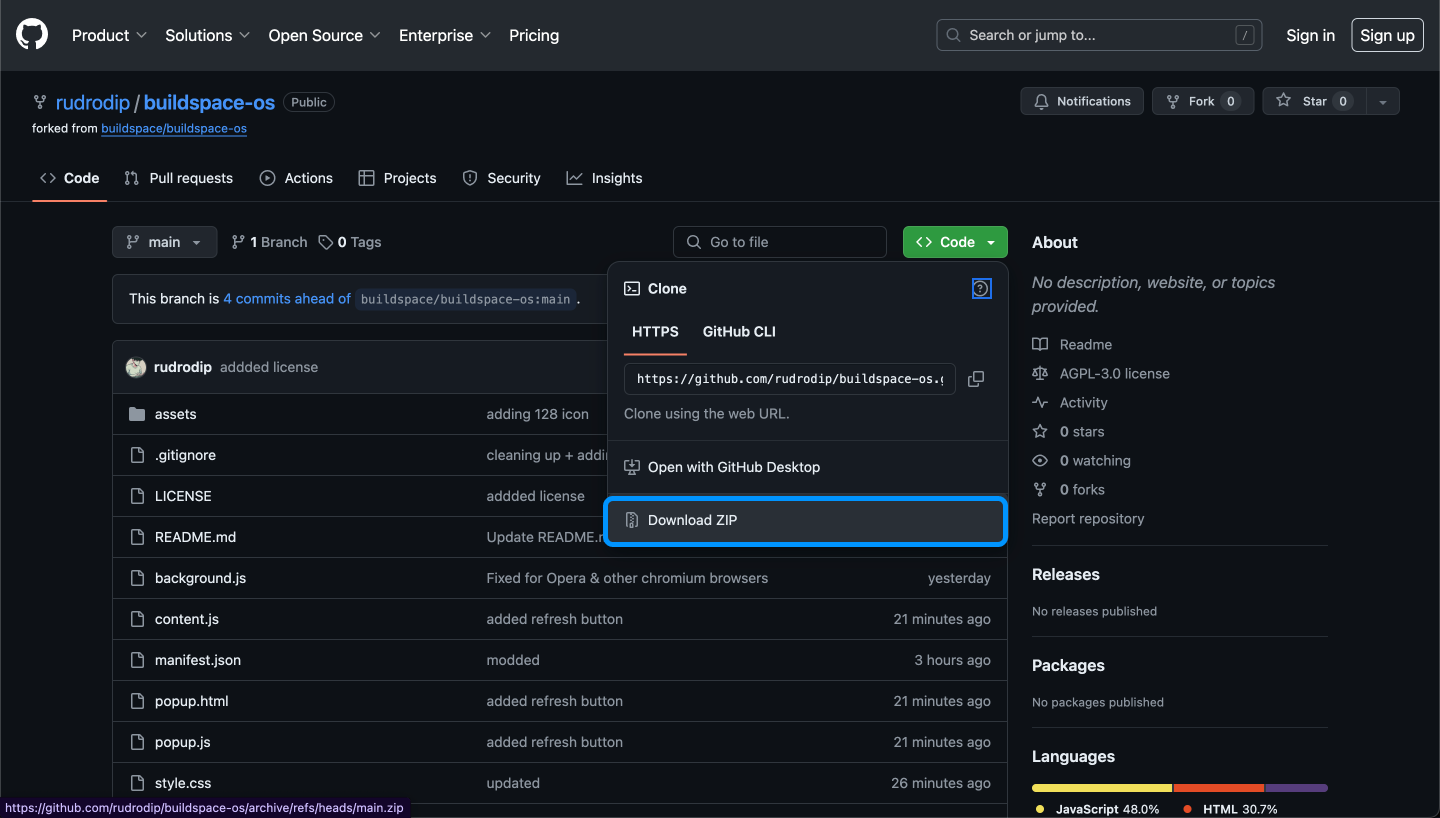 Product Solutions Open Source Enterprise Pricing Search or jump to... / Sign in Sign up
rudrodip / buildspace-os Public Notifications Fork 0 Star 0
forked from buildspace/buildspace-os
Code Pull requests Actions Projects Security Insights
main 1 Branch 0 Tags Go to file Code
This branch is 4 commits ahead of buildspace/buildspace-os:main .
Clone
HTTPS GitHub CLI
https://github.com/rudrodip/buildspace-os.g
Clone using the web URL.
Open with GitHub Desktop
Download ZIP
rudrodip addded license
assets adding 128 icon
.gitignore cleaning up + addi
LICENSE addded license
README.md Update README.
background.js Fixed for Opera & other chromium browsers yesterday
content.js added refresh button 21 minutes ago
manifest.json modded 3 hours ago
popup.html added refresh button 21 minutes ago
popup.js added refresh button 21 minutes ago
style.css updated 26 minutes ago
About
No description, website, or topics
provided.
Readme
AGPL-3.0 license
Activity
0 stars
0 watching
0 forks
Report repository
Releases
No releases published
Packages
No packages published
Languages
JavaScript 48.0% HTML 30.7%
https://github.com/rudrodip/buildspace-os/archive/refs/heads/main.zip